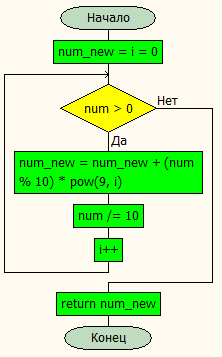 Начало
num_new = i = 0
num > 0
Нет
Да
num_new = num_new + (num
% 10) * pow(9, i)
num /= 10
i++
return num_new
Конец